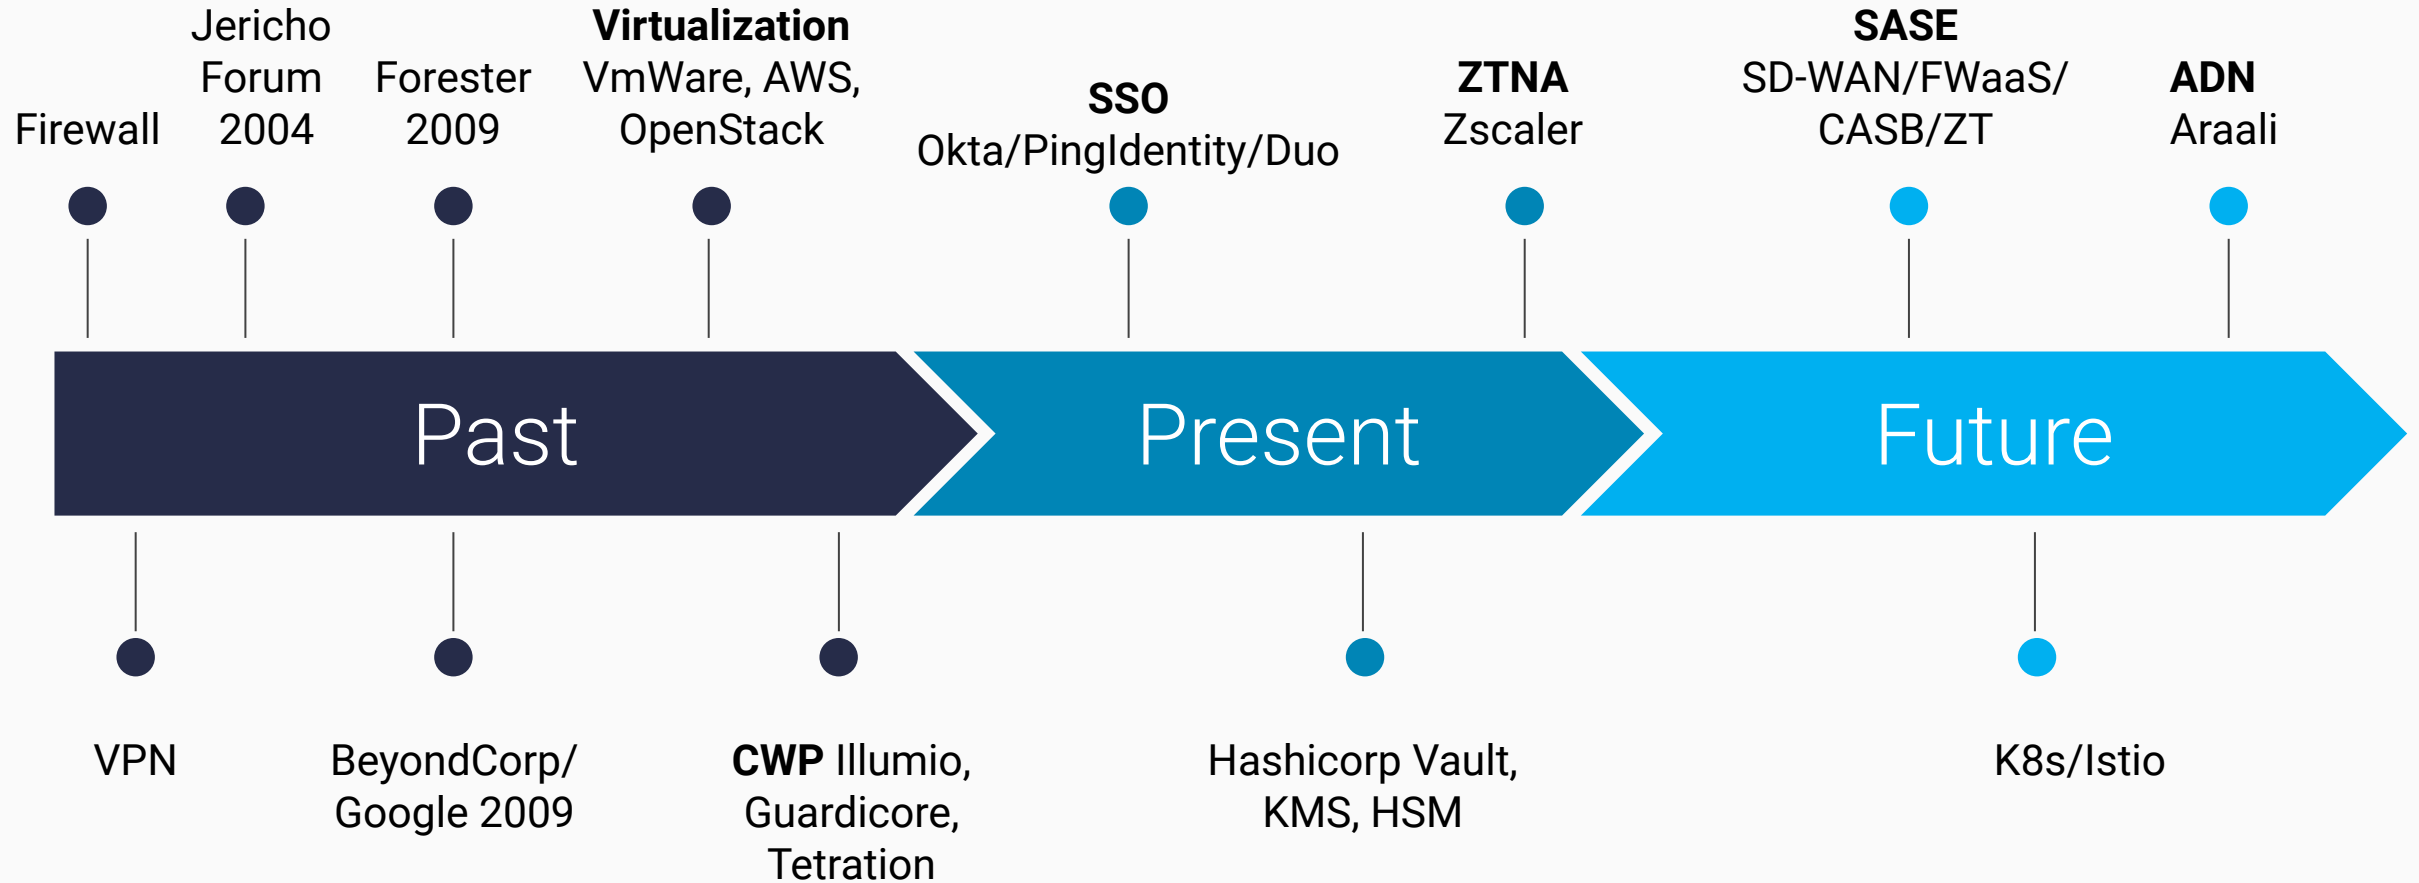 Firewall
Jericho
Forum
2004
Forester
2009
Virtualization
VmWare, AWS,
OpenStack
SSO
Okta/PingIdentity/Duo
ZTNA
Zscaler
SASE
SD-WAN/FWaaS/
CASB/ZT
ADN
Araali
Past
Present
Future
VPN
BeyondCorp/
Google 2009
CWP Illumio,
Guardicore,
Tetration
Hashicorp Vault,
KMS, HSM
K8s/Istio